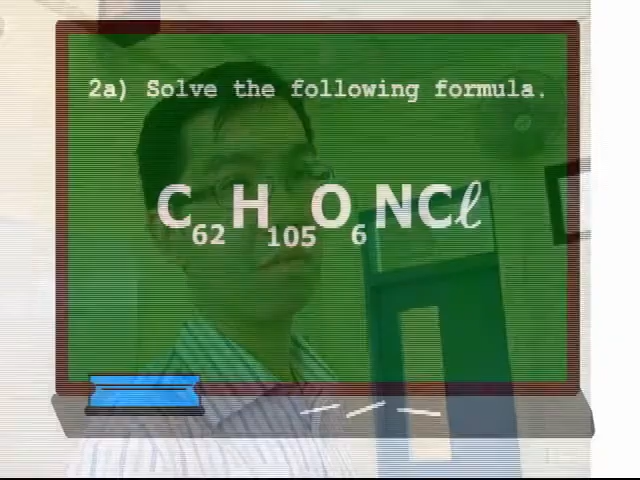 2a) Solve the following formula.
C₆₂H₁₀₅O₆NCℓ